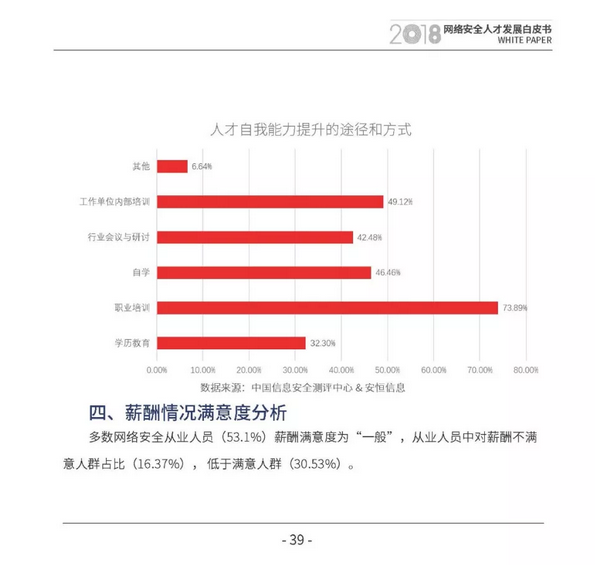 2018 网络安全人才发展白皮书
WHITE PAPER
人才自我能力提升的途径和方式
其他 6.64%
工作单位内部培训 49.12%
行业会议与研讨 42.48%
自学 46.46%
职业培训 73.89%
学历教育 32.30%
0.00% 10.00% 20.00% 30.00% 40.00% 50.00% 60.00% 70.00% 80.00%
数据来源：中国信息安全测评中心 & 安恒信息
四、薪酬情况满意度分析
多数网络安全从业人员（53.1%）薪酬满意度为“一般”，从业人员中对薪酬不满
意人群占比（16.37%），低于满意人群（30.53%）。
- 39 -